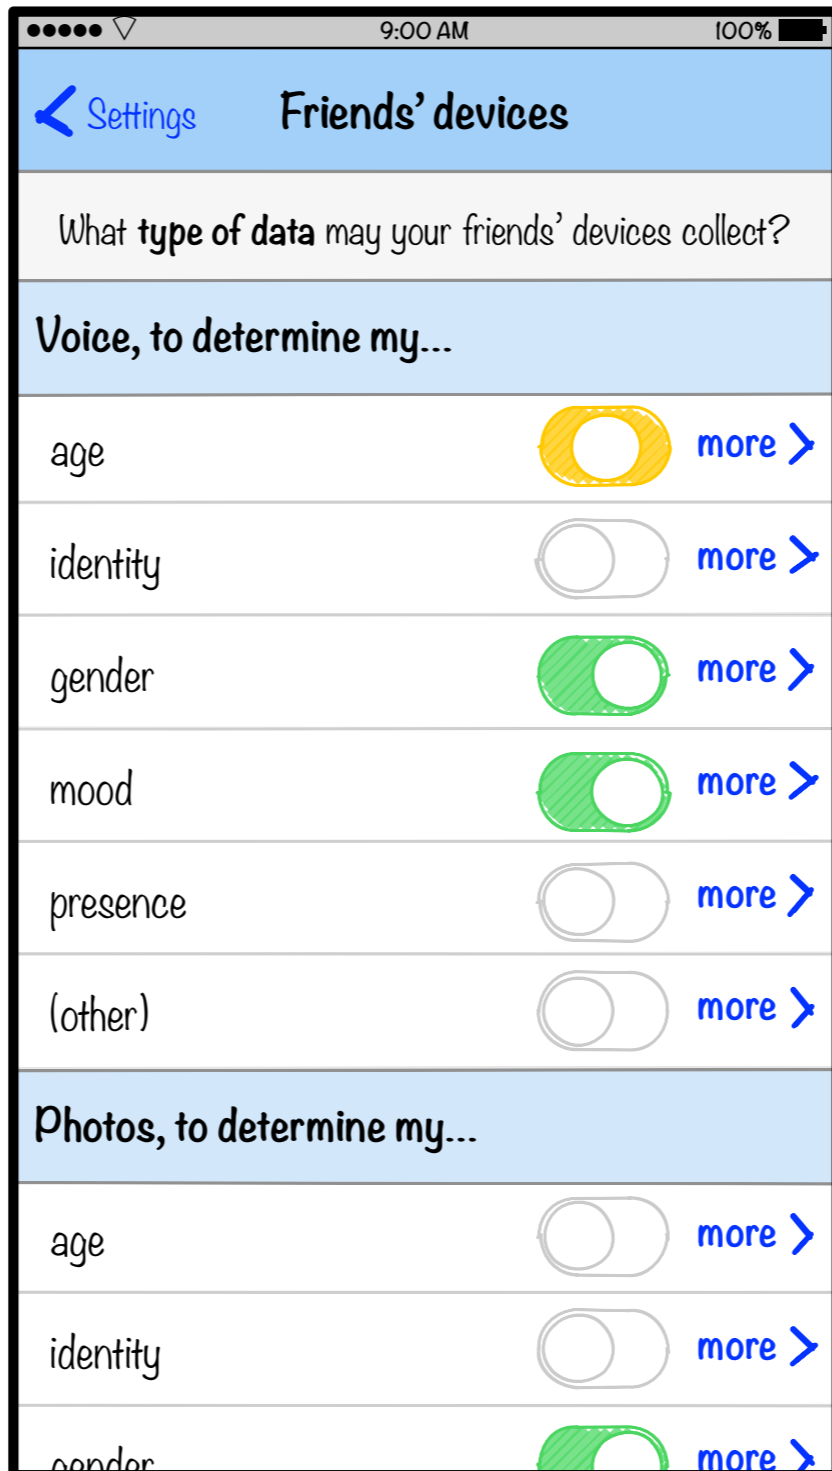 9:00 AM 100%
Settings Friends’ devices
What type of data may your friends’ devices collect?
Voice, to determine my...
age more
identity more
gender more
mood more
presence more
(other) more
Photos, to determine my...
age more
identity more
gender more